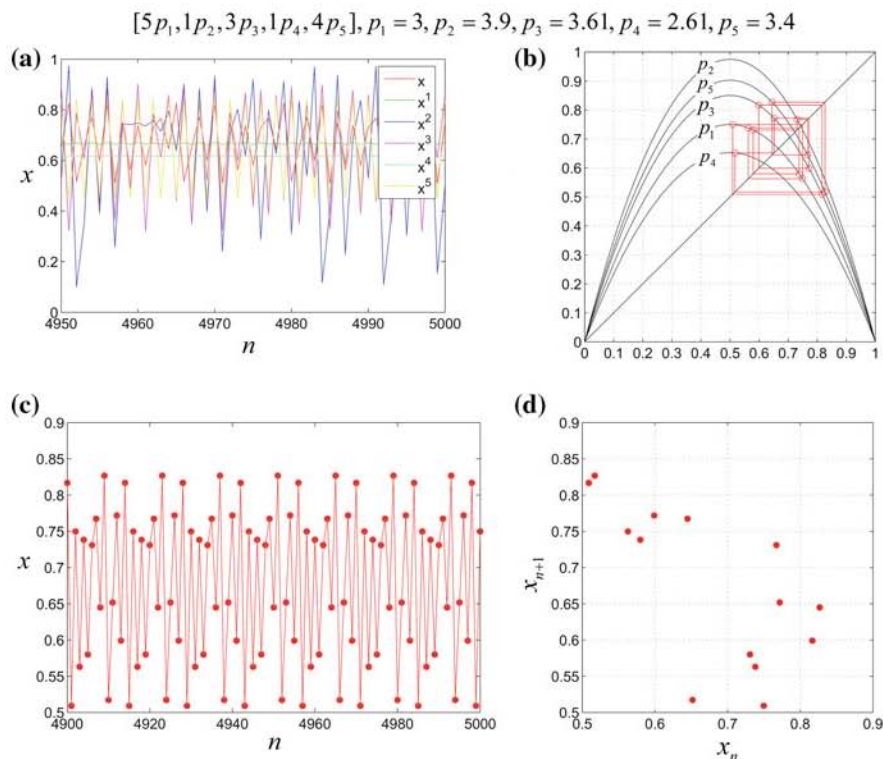 [5p₁,1p₂,3p₃,1p₄,4p₅], p₁ = 3, p₂ = 3.9, p₃ = 3.61, p₄ = 2.61, p₅ = 3.4
(a)
1
0.8
0.6
0.4
0.2
0
x
x
x¹
x²
x³
x⁴
x⁵
4950 4960 4970 4980 4990 5000
n
(b)
1
0.9
0.8
0.7
0.6
0.5
0.4
0.3
0.2
0.1
0
p₂
p₅
p₃
p₁
p₄
0 0.1 0.2 0.3 0.4 0.5 0.6 0.7 0.8 0.9 1
(c)
0.9
0.85
0.8
0.75
0.7
0.65
0.6
0.55
0.5
x
4900 4920 4940 4960 4980 5000
n
(d)
0.9
0.85
0.8
0.75
0.7
0.65
0.6
0.55
0.5
xₙ₊₁
0.5 0.6 0.7 0.8 0.9
xₙ